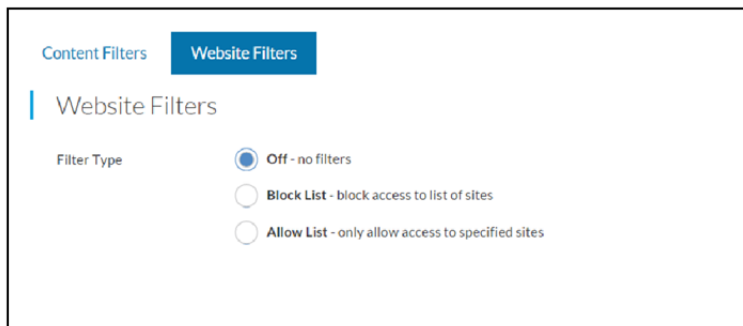 Content Filters Website Filters
Website Filters
Filter Type Off - no filters
Block List - block access to list of sites
Allow List - only allow access to specified sites